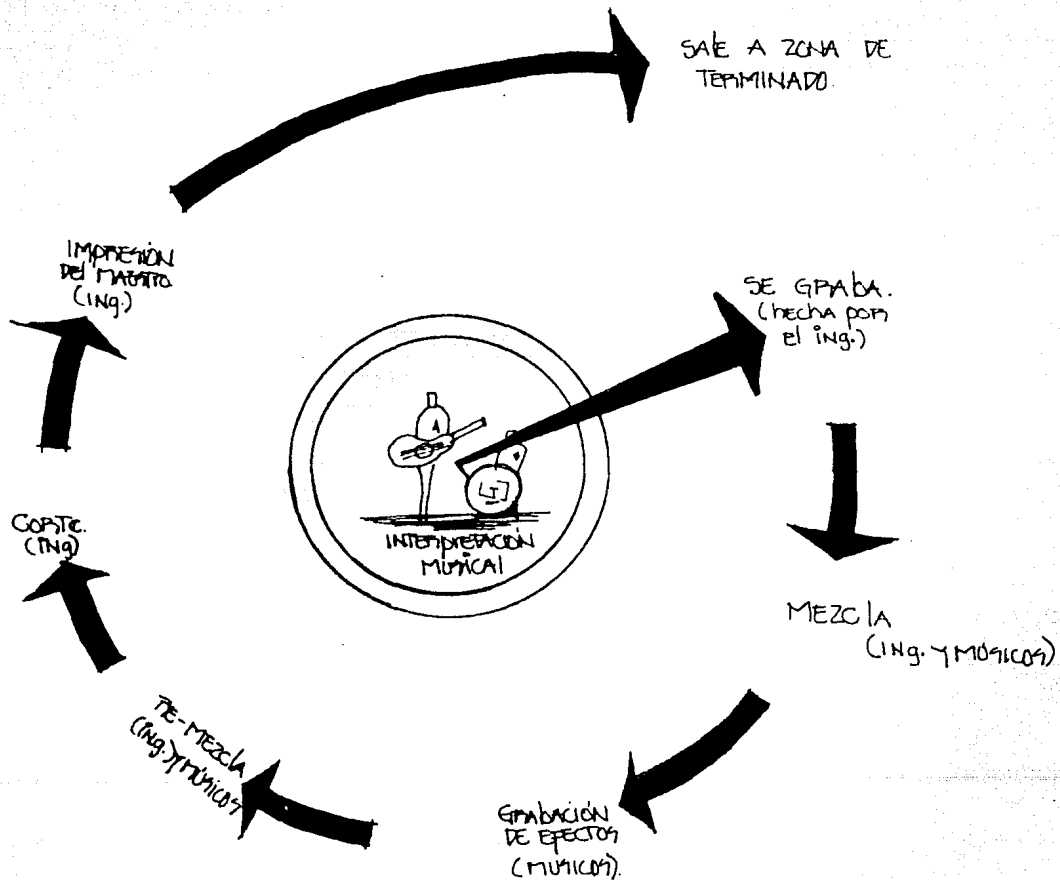 SALE A ZONA DE
TERMINADO.
SE GRABA.
(hecha por
el ing.)
MEZCLA
(ing. y MÚSICOS)
GRABACIÓN
DE EFECTOS
(MUSICOS).
RE-MEZCLA
(ing.) y MÚSICOS
CORTE.
(ING)
IMPRESIÓN
DEL MAESTRO
(ING.)
INTERPRETACIÓN
MUSICAL